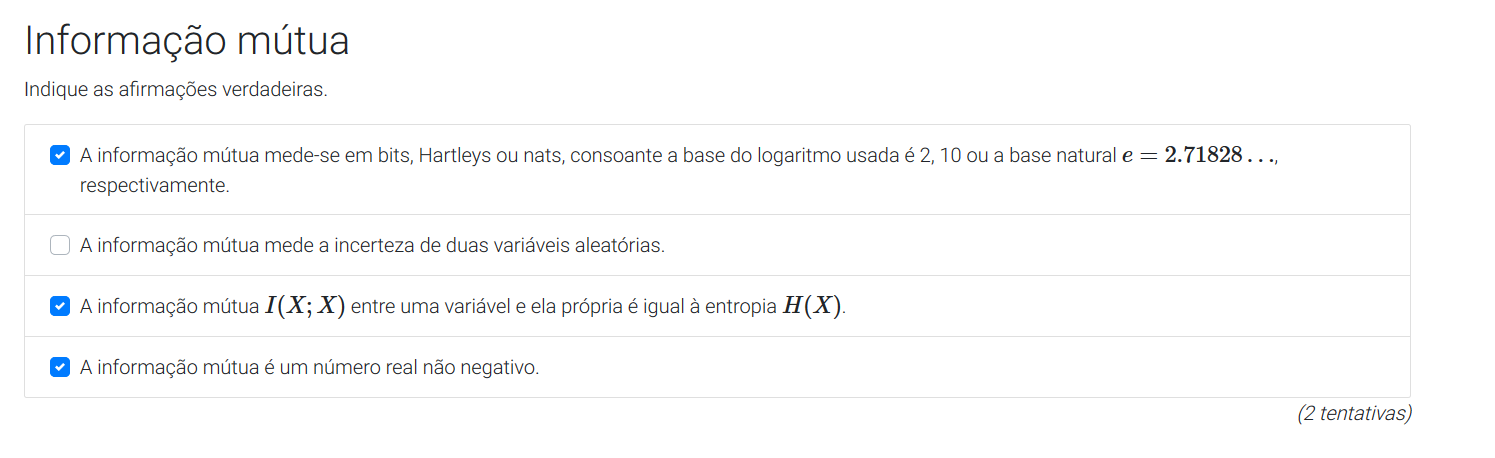 Informação mútua
Indique as afirmações verdadeiras.
A informação mútua mede-se em bits, Hartleys ou nats, consoante a base do logaritmo usada é 2, 10 ou a base natural e = 2.71828 . . .,
respectivamente.
A informação mútua mede a incerteza de duas variáveis aleatórias.
A informação mútua I(X; X) entre uma variável e ela própria é igual à entropia H(X).
A informação mútua é um número real não negativo.
(2 tentativas)